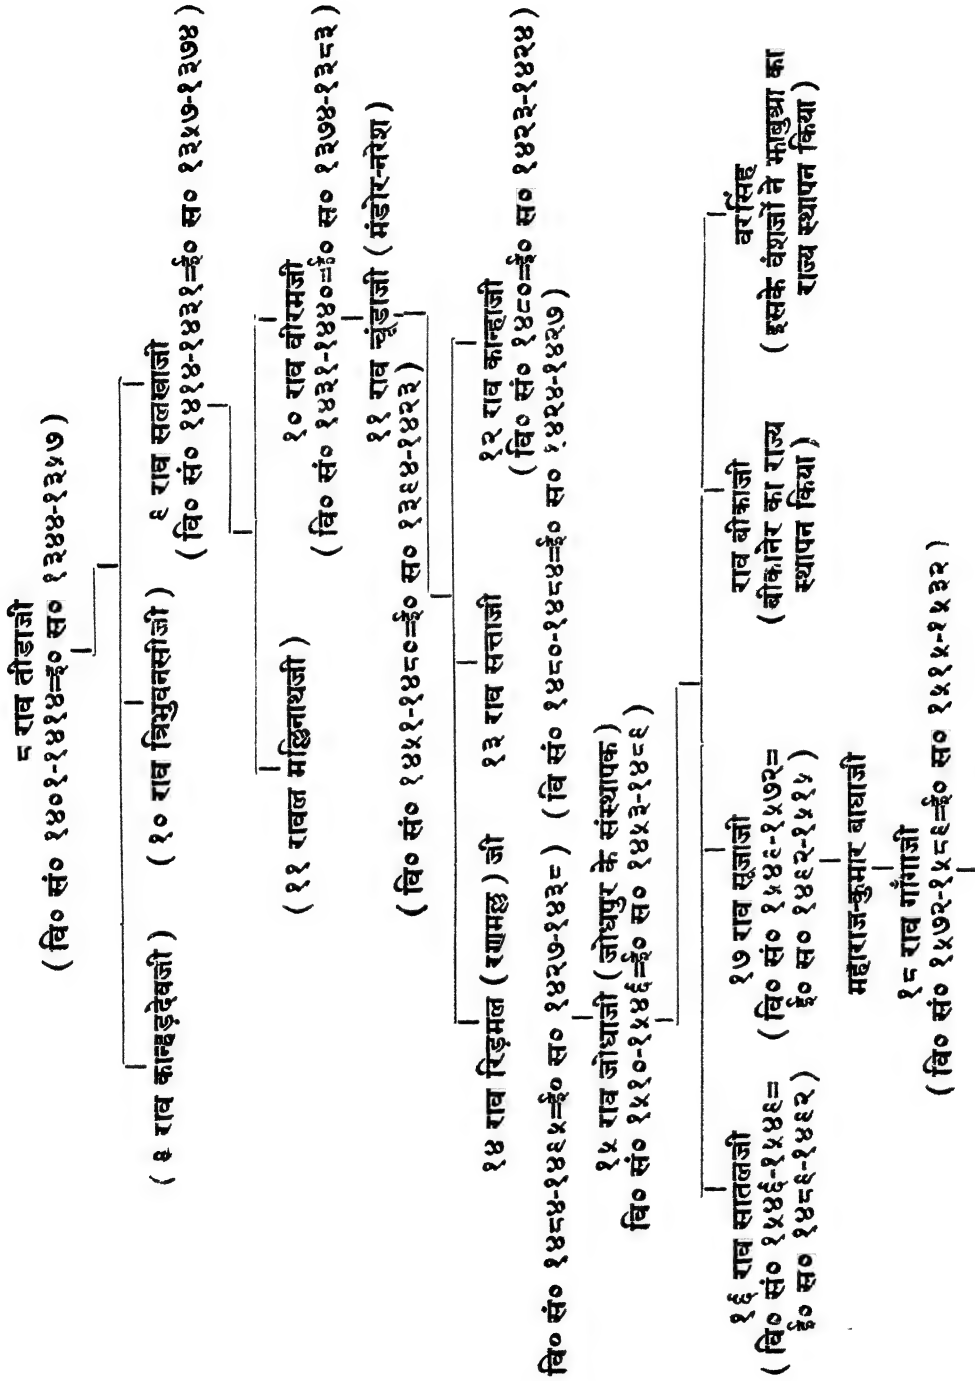 ८ राव तीडाजी
( वि० सं० १४०१-१४१४=ई० स० १३४४-१३५७ )
( ९ राव कान्हड़देवजी )
( १० राव त्रिभुवनसीजी )
९ राव सलखाजी
( वि० सं० १४१४-१४३१=ई० स० १३५७-१३७४ )
( ११ रावल मल्लिनाथजी )
१० राव वीरमजी
( वि० सं० १४३१-१४४०=ई० स० १३७४-१३८३ )
११ राव चूंडाजी ( मंडोर-नरेश )
( वि० सं० १४५१-१४८०=ई० स० १३९४-१४२३ )
१४ राव रिड़मल ( रणमल्ल ) जी
१३ राव सत्ताजी
१२ राव कान्हाजी
( वि० सं० १४८०=ई० स० १४२३-१४२४ )
वि० सं० १४८४-१४९५=ई० स० १४२७-१४३८ )
( वि सं० १४८०-१४८४=ई० स० १४२४-१४२७ )
१५ राव जोधाजी ( जोधपुर के संस्थापक )
वि० सं० १५१०-१५४६=ई० स० १४५३-१४८९ )
१६ राव सातलजी
( वि० सं० १५४६-१५४९=
ई० स० १४८९-१४९२ )
१७ राव सूजाजी
( वि० सं० १५४९-१५७२=
ई० स० १४९२-१५१५ )
राव बीकाजी
( बीकानेर का राज्य
स्थापन किया )
वरसिंह
( इसके वंशजों ने झाबुआ का
राज्य स्थापन किया )
महाराज-कुमार बाघाजी
१८ राव गाँगाजी
( वि० सं० १५७२-१५८९=ई० स० १५१५-१५३२ )